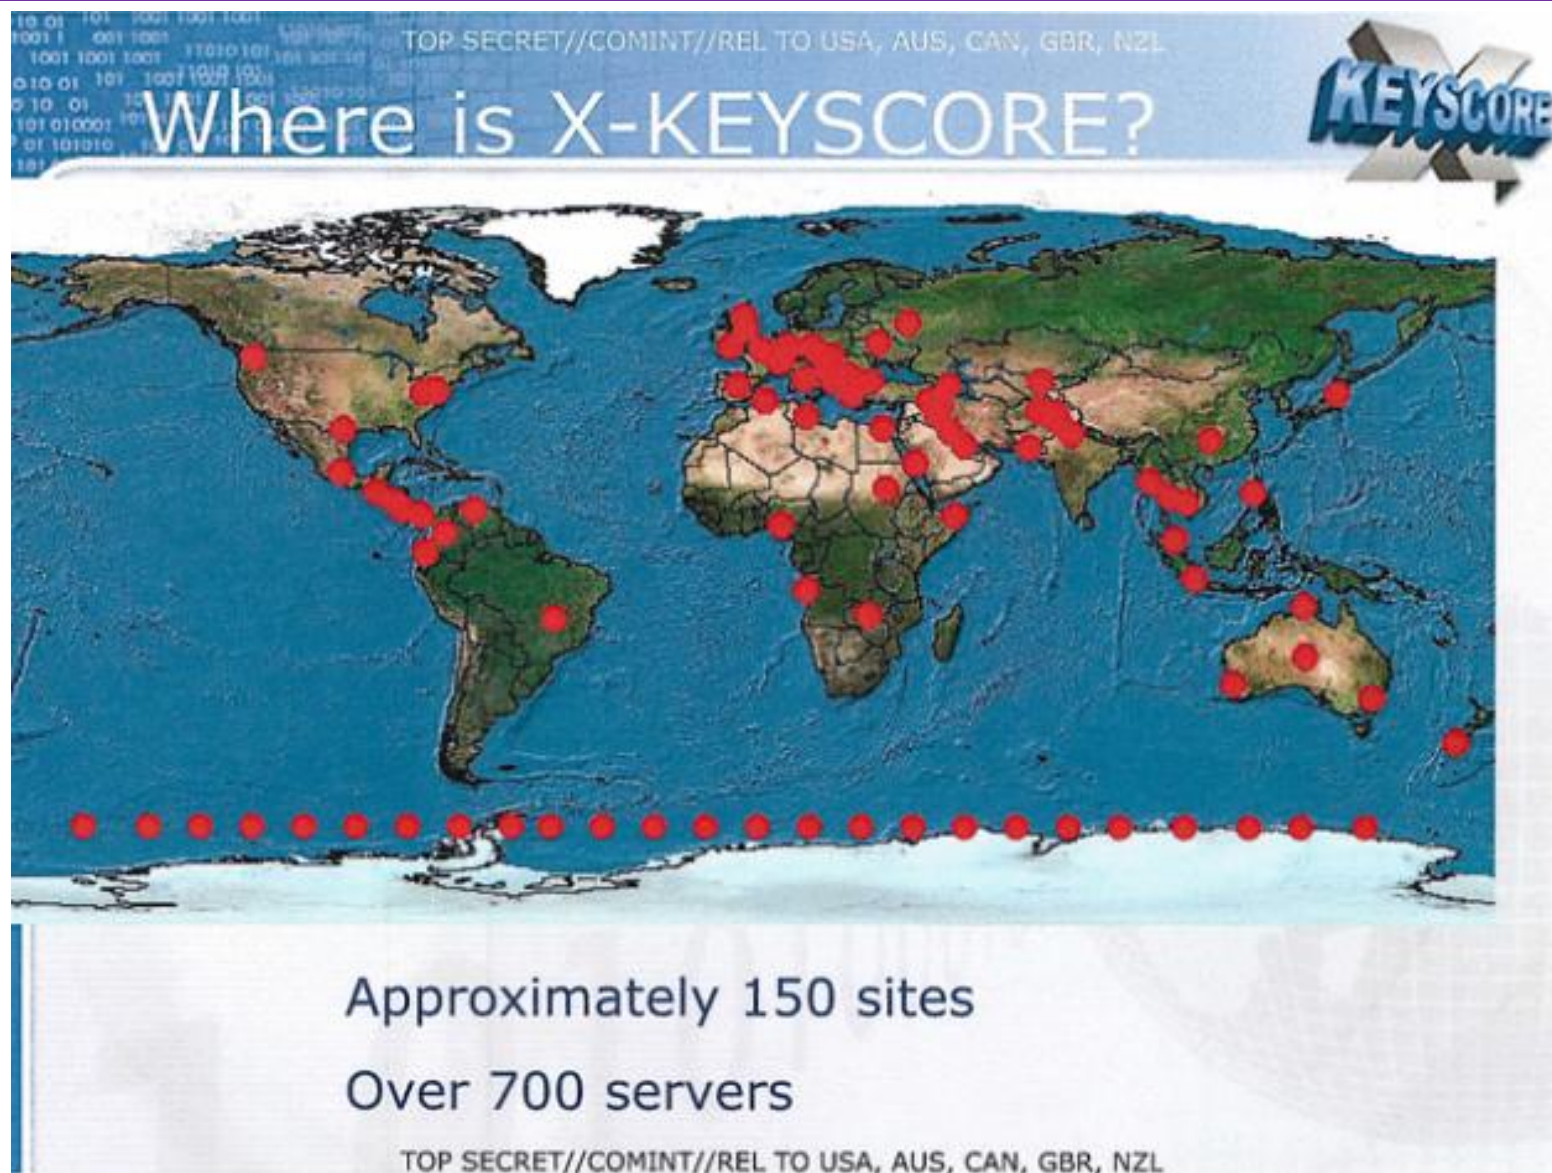 TOP SECRET//COMINT//REL TO USA, AUS, CAN, GBR, NZL
KEYSCORE
X
Where is X-KEYSCORE?
Approximately 150 sites
Over 700 servers
TOP SECRET//COMINT//REL TO USA, AUS, CAN, GBR, NZL